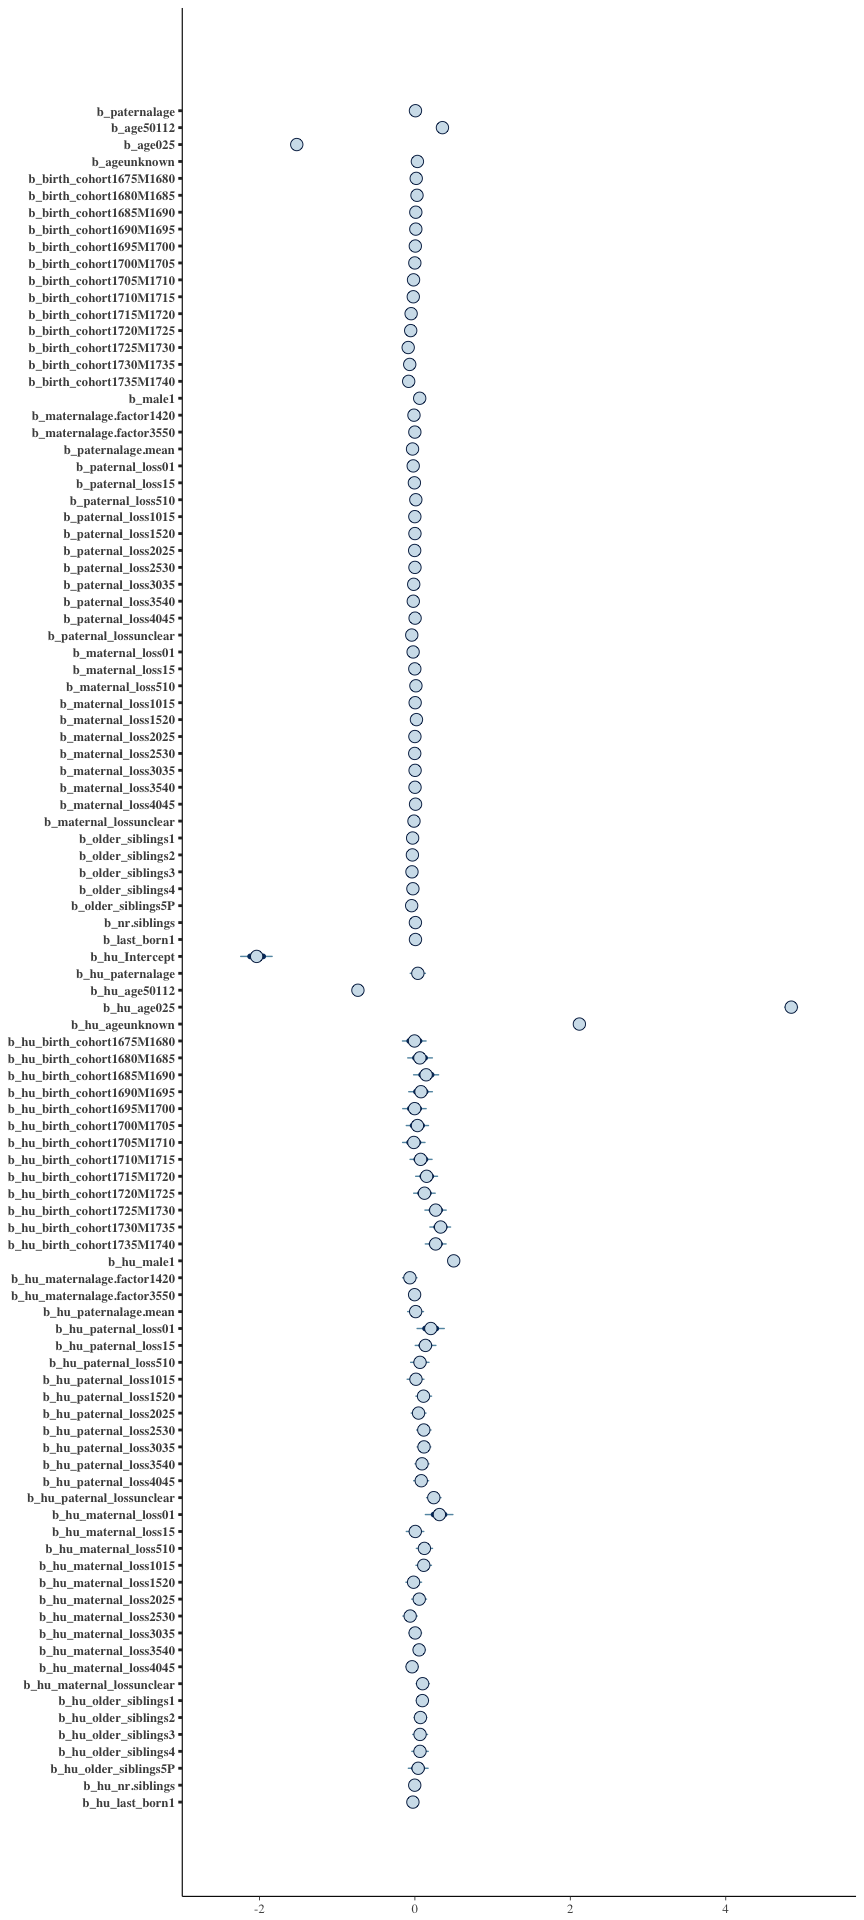 b_paternalage
b_age50112
b_age025
b_ageunknown
b_birth_cohort1675M1680
b_birth_cohort1680M1685
b_birth_cohort1685M1690
b_birth_cohort1690M1695
b_birth_cohort1695M1700
b_birth_cohort1700M1705
b_birth_cohort1705M1710
b_birth_cohort1710M1715
b_birth_cohort1715M1720
b_birth_cohort1720M1725
b_birth_cohort1725M1730
b_birth_cohort1730M1735
b_birth_cohort1735M1740
b_male1
b_maternalage.factor1420
b_maternalage.factor3550
b_paternalage.mean
b_paternal_loss01
b_paternal_loss15
b_paternal_loss510
b_paternal_loss1015
b_paternal_loss1520
b_paternal_loss2025
b_paternal_loss2530
b_paternal_loss3035
b_paternal_loss3540
b_paternal_loss4045
b_paternal_lossunclear
b_maternal_loss01
b_maternal_loss15
b_maternal_loss510
b_maternal_loss1015
b_maternal_loss1520
b_maternal_loss2025
b_maternal_loss2530
b_maternal_loss3035
b_maternal_loss3540
b_maternal_loss4045
b_maternal_lossunclear
b_older_siblings1
b_older_siblings2
b_older_siblings3
b_older_siblings4
b_older_siblings5P
b_nr.siblings
b_last_born1
b_hu_Intercept
b_hu_paternalage
b_hu_age50112
b_hu_age025
b_hu_ageunknown
b_hu_birth_cohort1675M1680
b_hu_birth_cohort1680M1685
b_hu_birth_cohort1685M1690
b_hu_birth_cohort1690M1695
b_hu_birth_cohort1695M1700
b_hu_birth_cohort1700M1705
b_hu_birth_cohort1705M1710
b_hu_birth_cohort1710M1715
b_hu_birth_cohort1715M1720
b_hu_birth_cohort1720M1725
b_hu_birth_cohort1725M1730
b_hu_birth_cohort1730M1735
b_hu_birth_cohort1735M1740
b_hu_male1
b_hu_maternalage.factor1420
b_hu_maternalage.factor3550
b_hu_paternalage.mean
b_hu_paternal_loss01
b_hu_paternal_loss15
b_hu_paternal_loss510
b_hu_paternal_loss1015
b_hu_paternal_loss1520
b_hu_paternal_loss2025
b_hu_paternal_loss2530
b_hu_paternal_loss3035
b_hu_paternal_loss3540
b_hu_paternal_loss4045
b_hu_paternal_lossunclear
b_hu_maternal_loss01
b_hu_maternal_loss15
b_hu_maternal_loss510
b_hu_maternal_loss1015
b_hu_maternal_loss1520
b_hu_maternal_loss2025
b_hu_maternal_loss2530
b_hu_maternal_loss3035
b_hu_maternal_loss3540
b_hu_maternal_loss4045
b_hu_maternal_lossunclear
b_hu_older_siblings1
b_hu_older_siblings2
b_hu_older_siblings3
b_hu_older_siblings4
b_hu_older_siblings5P
b_hu_nr.siblings
b_hu_last_born1
-2 0 2 4